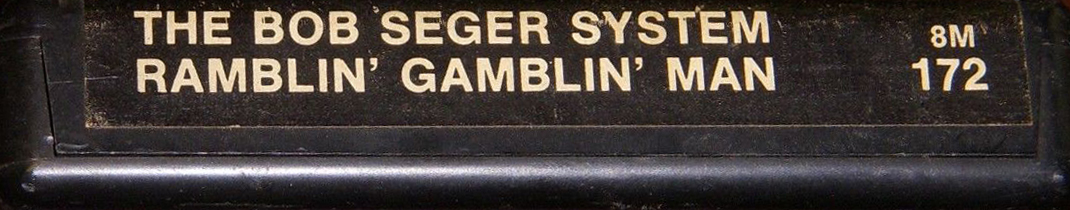 THE BOB SEGER SYSTEM
RAMBLIN' GAMBLIN' MAN
8M
172